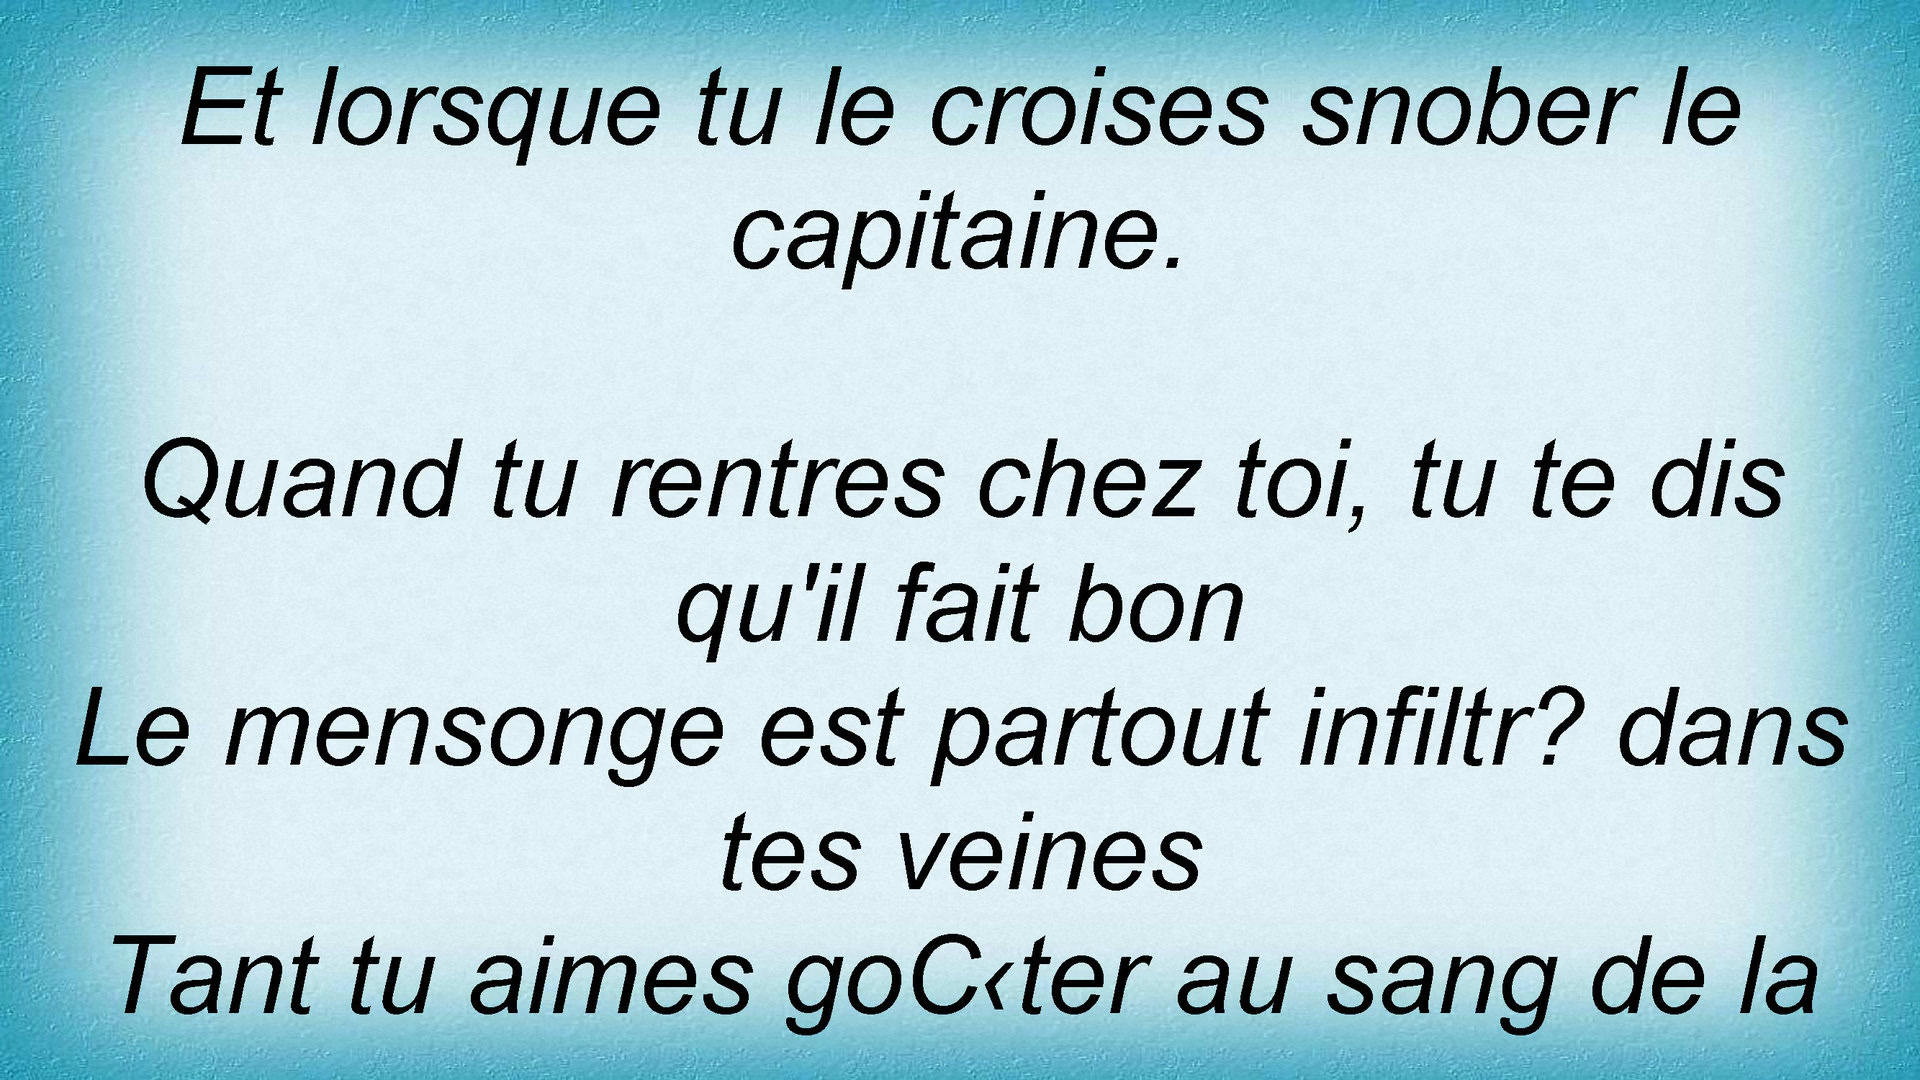 Et lorsque tu le croises snober le
capitaine.
Quand tu rentres chez toi, tu te dis
qu'il fait bon
Le mensonge est partout infiltr? dans
tes veines
Tant tu aimes goC‹ter au sang de la